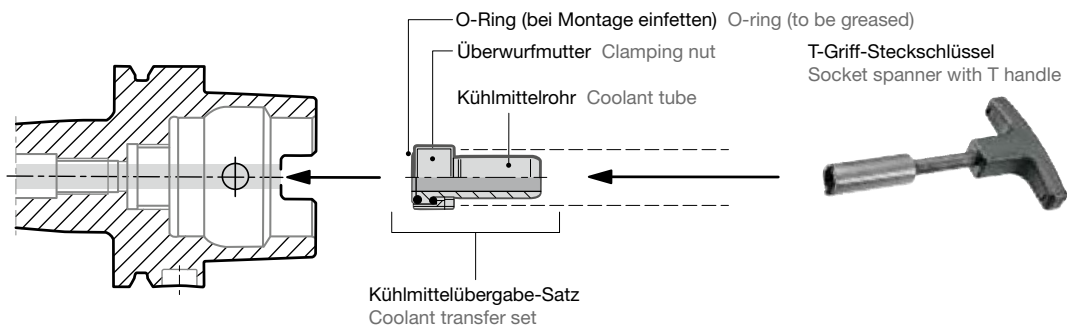 O-Ring (bei Montage einfetten) O-ring (to be greased)
Überwurfmutter Clamping nut
Kühlmittelrohr Coolant tube
T-Griff-Steckschlüssel
Socket spanner with T handle
Kühlmittelübergabe-Satz
Coolant transfer set